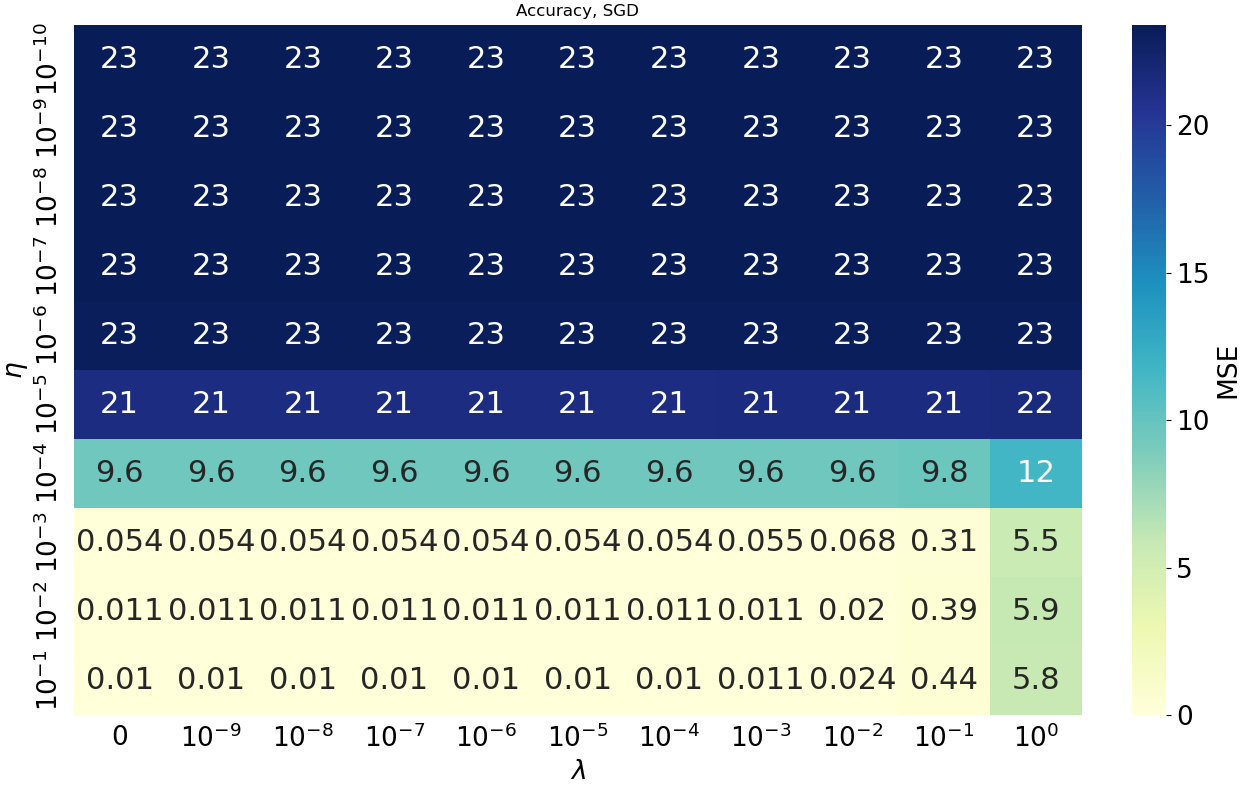 Accuracy, SGD
10⁻¹⁰ 23 23 23 23 23 23 23 23 23 23 23
10⁻⁹ 23 23 23 23 23 23 23 23 23 23 23
10⁻⁸ 23 23 23 23 23 23 23 23 23 23 23
10⁻⁷ 23 23 23 23 23 23 23 23 23 23 23
10⁻⁶ 23 23 23 23 23 23 23 23 23 23 23
10⁻⁵ 21 21 21 21 21 21 21 21 21 21 22
10⁻⁴ 9.6 9.6 9.6 9.6 9.6 9.6 9.6 9.6 9.6 9.8 12
10⁻³ 0.054 0.054 0.054 0.054 0.054 0.054 0.054 0.055 0.068 0.31 5.5
10⁻² 0.011 0.011 0.011 0.011 0.011 0.011 0.011 0.011 0.02 0.39 5.9
10⁻¹ 0.01 0.01 0.01 0.01 0.01 0.01 0.01 0.011 0.024 0.44 5.8
0 10⁻⁹ 10⁻⁸ 10⁻⁷ 10⁻⁶ 10⁻⁵ 10⁻⁴ 10⁻³ 10⁻² 10⁻¹ 10⁰
λ
η
20
15
10
5
0
MSE